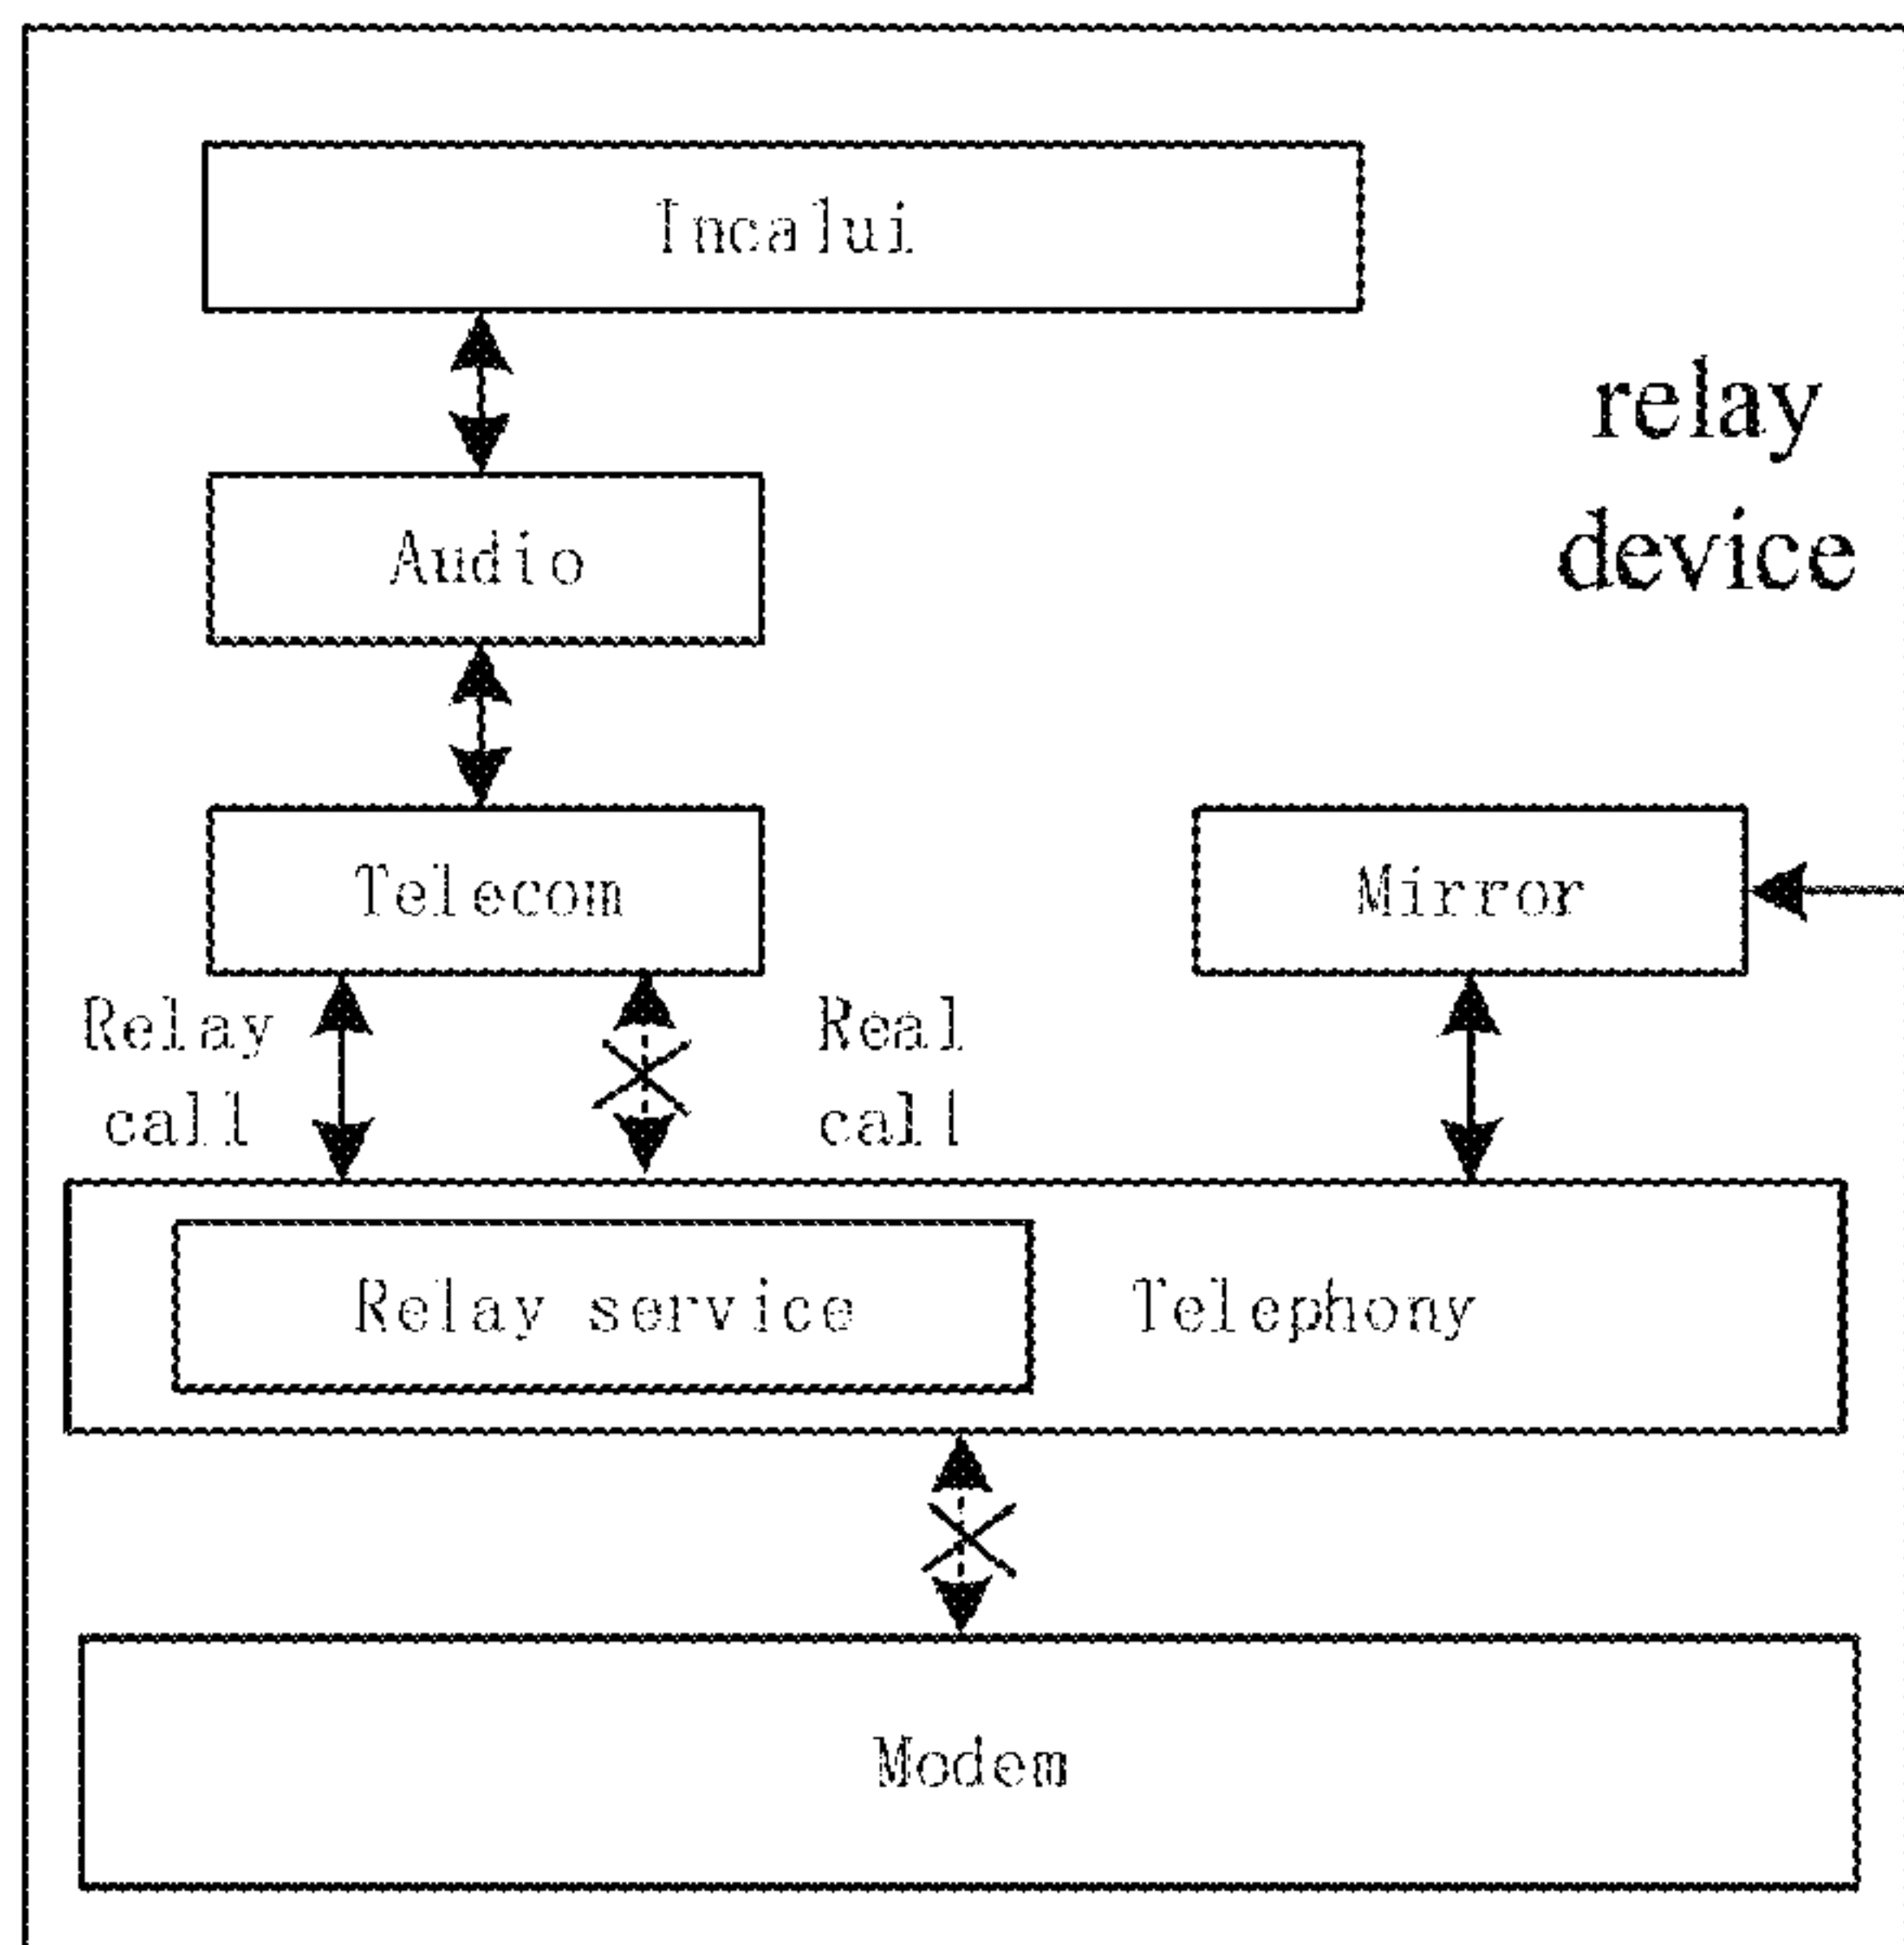 Incalui
relay
device
Audio
Telecom
Mirror
Relay
call
Real
call
Relay service
Telephony
Modem